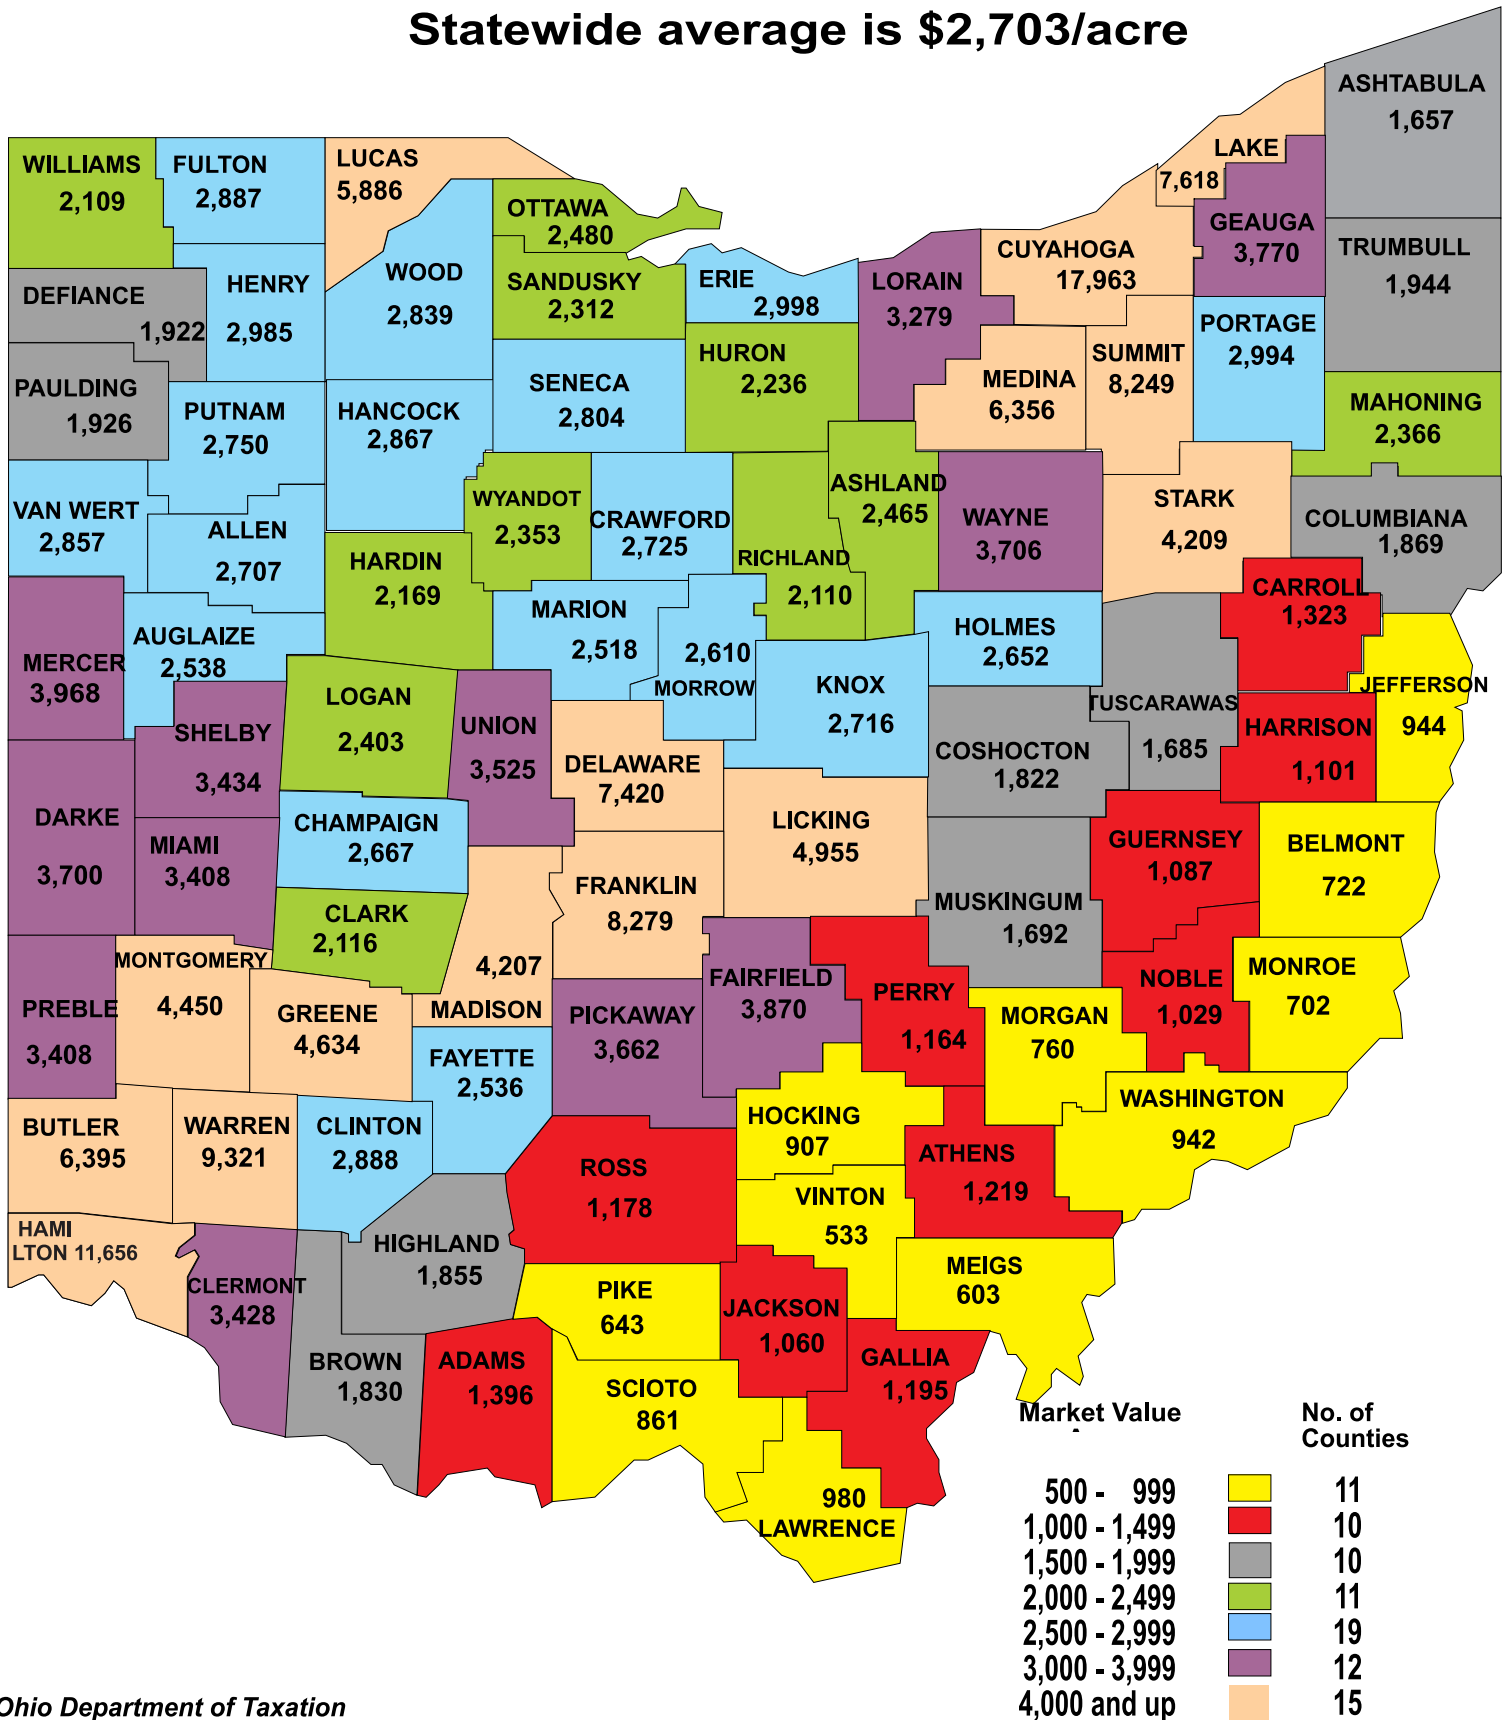 Statewide average is $2,703/acre
ASHTABULA
1,657
LAKE
7,618
WILLIAMS
2,109
FULTON
2,887
LUCAS
5,886
OTTAWA
2,480
GEAUGA
3,770
CUYAHOGA
17,963
TRUMBULL
1,944
DEFIANCE
1,922
HENRY
2,985
WOOD
2,839
SANDUSKY
2,312
ERIE
2,998
LORAIN
3,279
PORTAGE
2,994
SUMMIT
8,249
MEDINA
6,356
HURON
2,236
SENECA
2,804
PAULDING
1,926
PUTNAM
2,750
HANCOCK
2,867
MAHONING
2,366
VAN WERT
2,857
ALLEN
2,707
HARDIN
2,169
WYANDOT
2,353
CRAWFORD
2,725
RICHLAND
2,110
ASHLAND
2,465
WAYNE
3,706
STARK
4,209
COLUMBIANA
1,869
CARROLL
1,323
MERCER
3,968
AUGLAIZE
2,538
MARION
2,518
2,610
MORROW
HOLMES
2,652
JEFFERSON
944
LOGAN
2,403
UNION
3,525
KNOX
2,716
TUSCARAWAS
1,685
HARRISON
1,101
SHELBY
3,434
DELAWARE
7,420
COSHOCTON
1,822
DARKE
3,700
MIAMI
3,408
CHAMPAIGN
2,667
LICKING
4,955
GUERNSEY
1,087
BELMONT
722
CLARK
2,116
FRANKLIN
8,279
MUSKINGUM
1,692
MONTGOMERY
4,450
4,207
MADISON
FAIRFIELD
3,870
PERRY
1,164
NOBLE
1,029
MONROE
702
PREBLE
3,408
GREENE
4,634
PICKAWAY
3,662
MORGAN
760
FAYETTE
2,536
WASHINGTON
942
BUTLER
6,395
WARREN
9,321
CLINTON
2,888
HOCKING
907
ATHENS
1,219
ROSS
1,178
VINTON
533
HAMI
LTON 11,656
HIGHLAND
1,855
CLERMONT
3,428
PIKE
643
JACKSON
1,060
MEIGS
603
BROWN
1,830
ADAMS
1,396
SCIOTO
861
GALLIA
1,195
980
LAWRENCE
Market Value No. of
Counties
500 - 999 11
1,000 - 1,499 10
1,500 - 1,999 10
2,000 - 2,499 11
2,500 - 2,999 19
3,000 - 3,999 12
4,000 and up 15
Ohio Department of Taxation